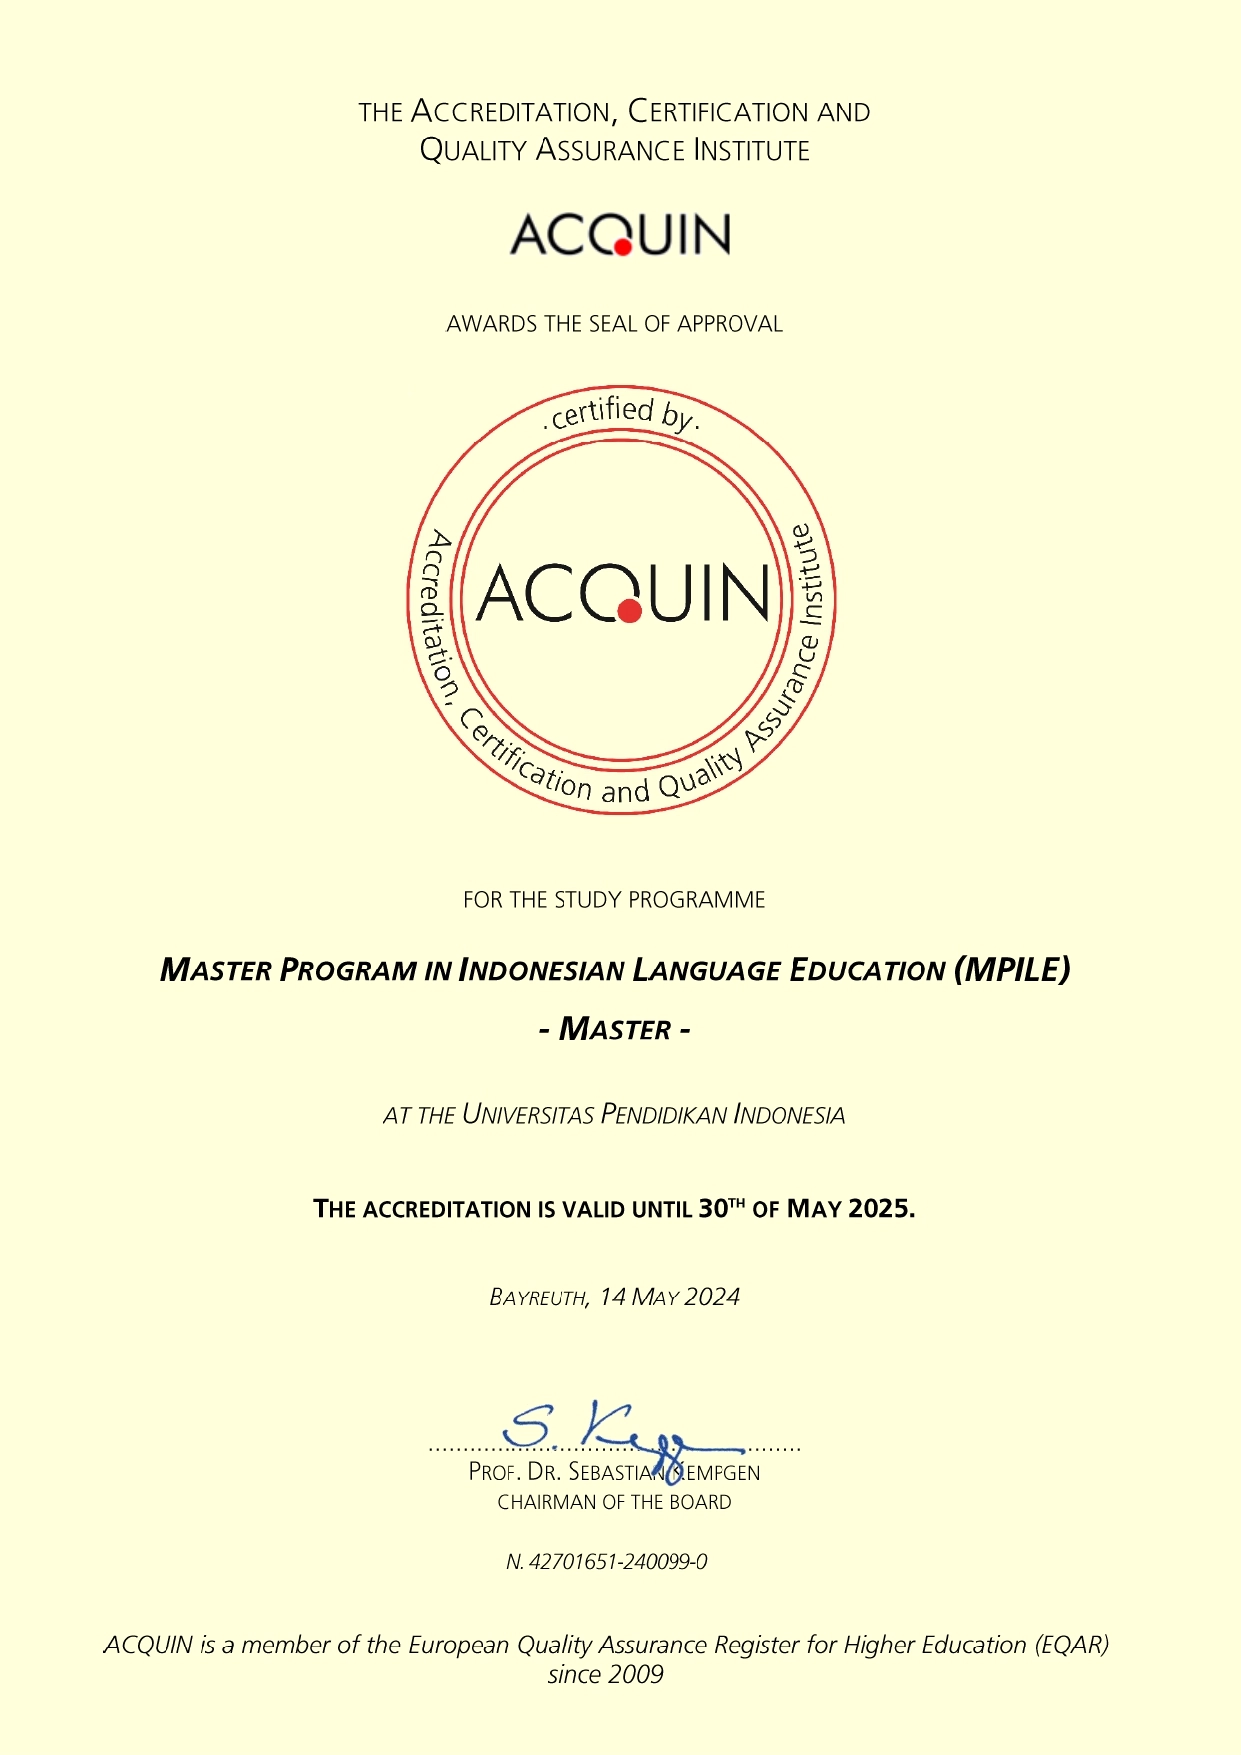 THE ACCREDITATION, CERTIFICATION AND
QUALITY ASSURANCE INSTITUTE
ACQUIN
AWARDS THE SEAL OF APPROVAL
· certified by ·
ACQUIN
Accreditation, Certification and Quality Assurance Institute
FOR THE STUDY PROGRAMME
MASTER PROGRAM IN INDONESIAN LANGUAGE EDUCATION (MPILE)
- MASTER -
AT THE UNIVERSITAS PENDIDIKAN INDONESIA
THE ACCREDITATION IS VALID UNTIL 30TH OF MAY 2025.
BAYREUTH, 14 MAY 2024
S. Kempgen
PROF. DR. SEBASTIAN KEMPGEN
CHAIRMAN OF THE BOARD
N. 42701651-240099-0
ACQUIN is a member of the European Quality Assurance Register for Higher Education (EQAR)
since 2009